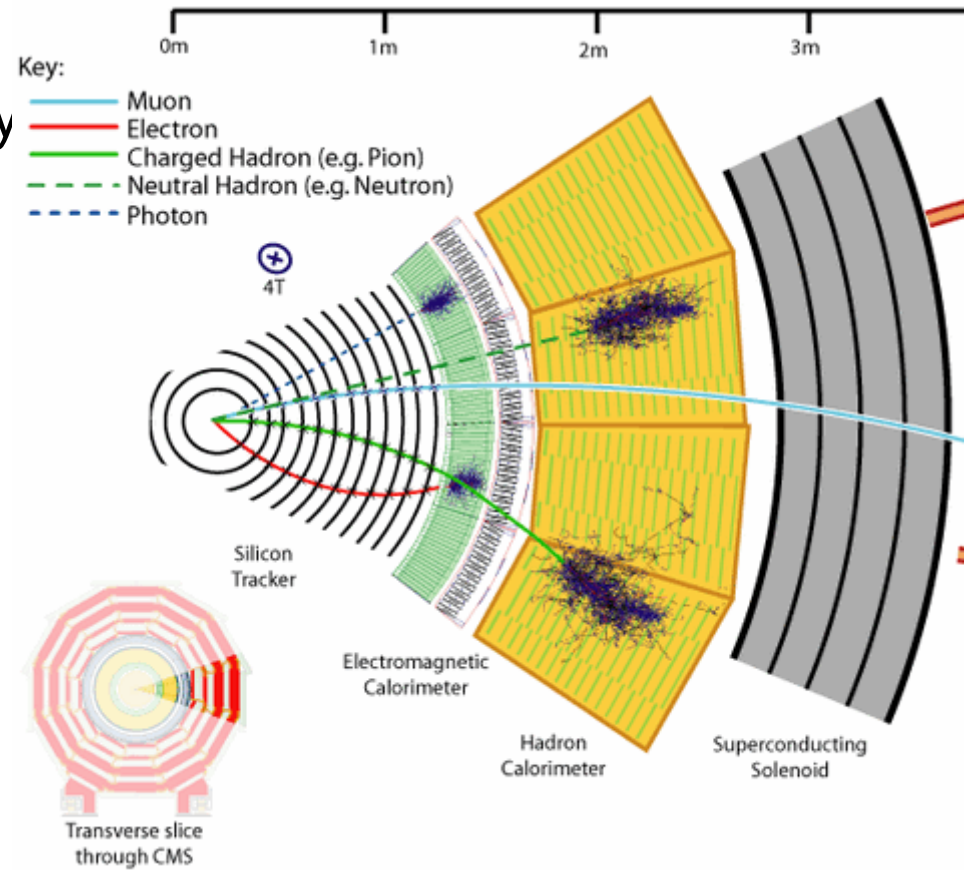 0m 1m 2m 3m
Key:
Muon
y
Electron
Charged Hadron (e.g. Pion)
Neutral Hadron (e.g. Neutron)
Photon
4T
Silicon
Tracker
Electromagnetic
Calorimeter
Hadron
Calorimeter
Superconducting
Solenoid
Transverse slice
through CMS